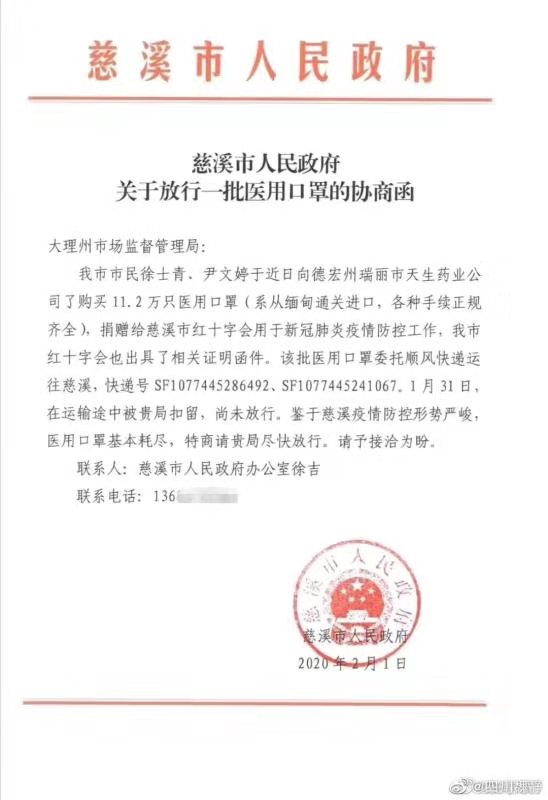 慈溪市人民政府
慈溪市人民政府
关于放行一批医用口罩的协商函
大理州市场监督管理局：
我市市民徐士青、尹文婷于近日向德宏州瑞丽市天生药业公
司了购买 11.2 万只医用口罩（系从缅甸通关进口，各种手续正规
齐全），捐赠给慈溪市红十字会用于新冠肺炎疫情防控工作，我市
红十字会也出具了相关证明函件。该批医用口罩委托顺风快递运
往慈溪，快递号 SF1077445286492、SF1077445241067。1 月 31 日，
在运输途中被贵局扣留，尚未放行。鉴于慈溪疫情防控形势严峻，
医用口罩基本耗尽，特商请贵局尽快放行。请予接洽为盼。
联系人：慈溪市人民政府办公室徐吉
联系电话：136
慈溪市人民政府
慈溪市人民政府
2020 年 2 月 1 日
@四川魏静